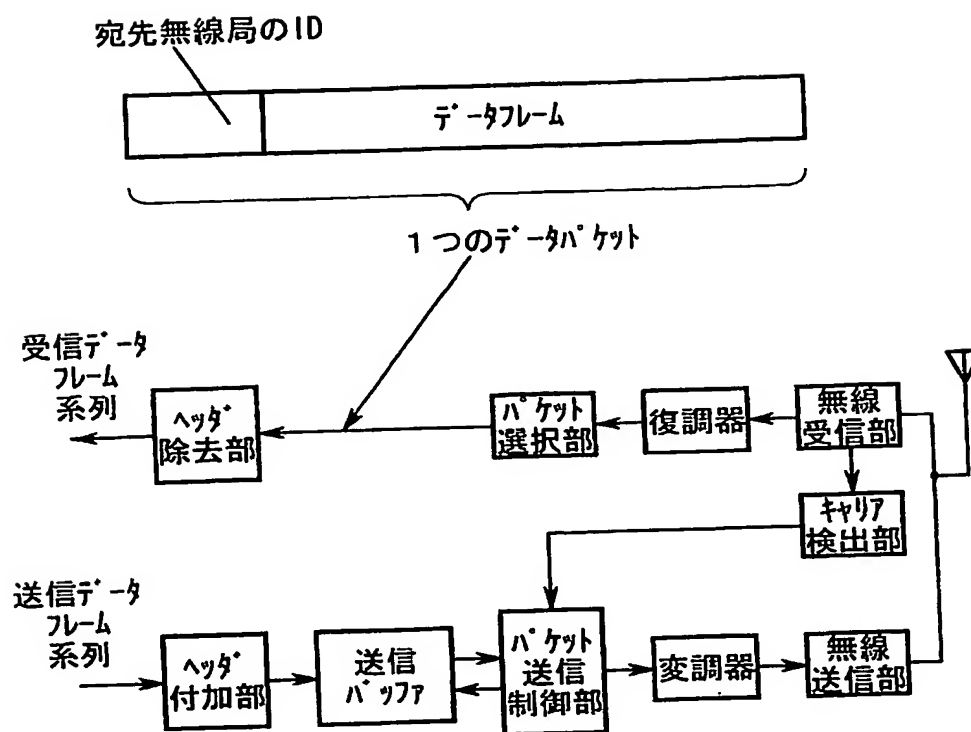 宛先無線局のID
データフレーム
1つのデータパケット
受信データ
フレーム
系列
ヘッダ
除去部
パケット
選択部
復調器
無線
受信部
キャリア
検出部
送信データ
フレーム
系列
ヘッダ
付加部
送信
バッファ
パケット
送信
制御部
変調器
無線
送信部